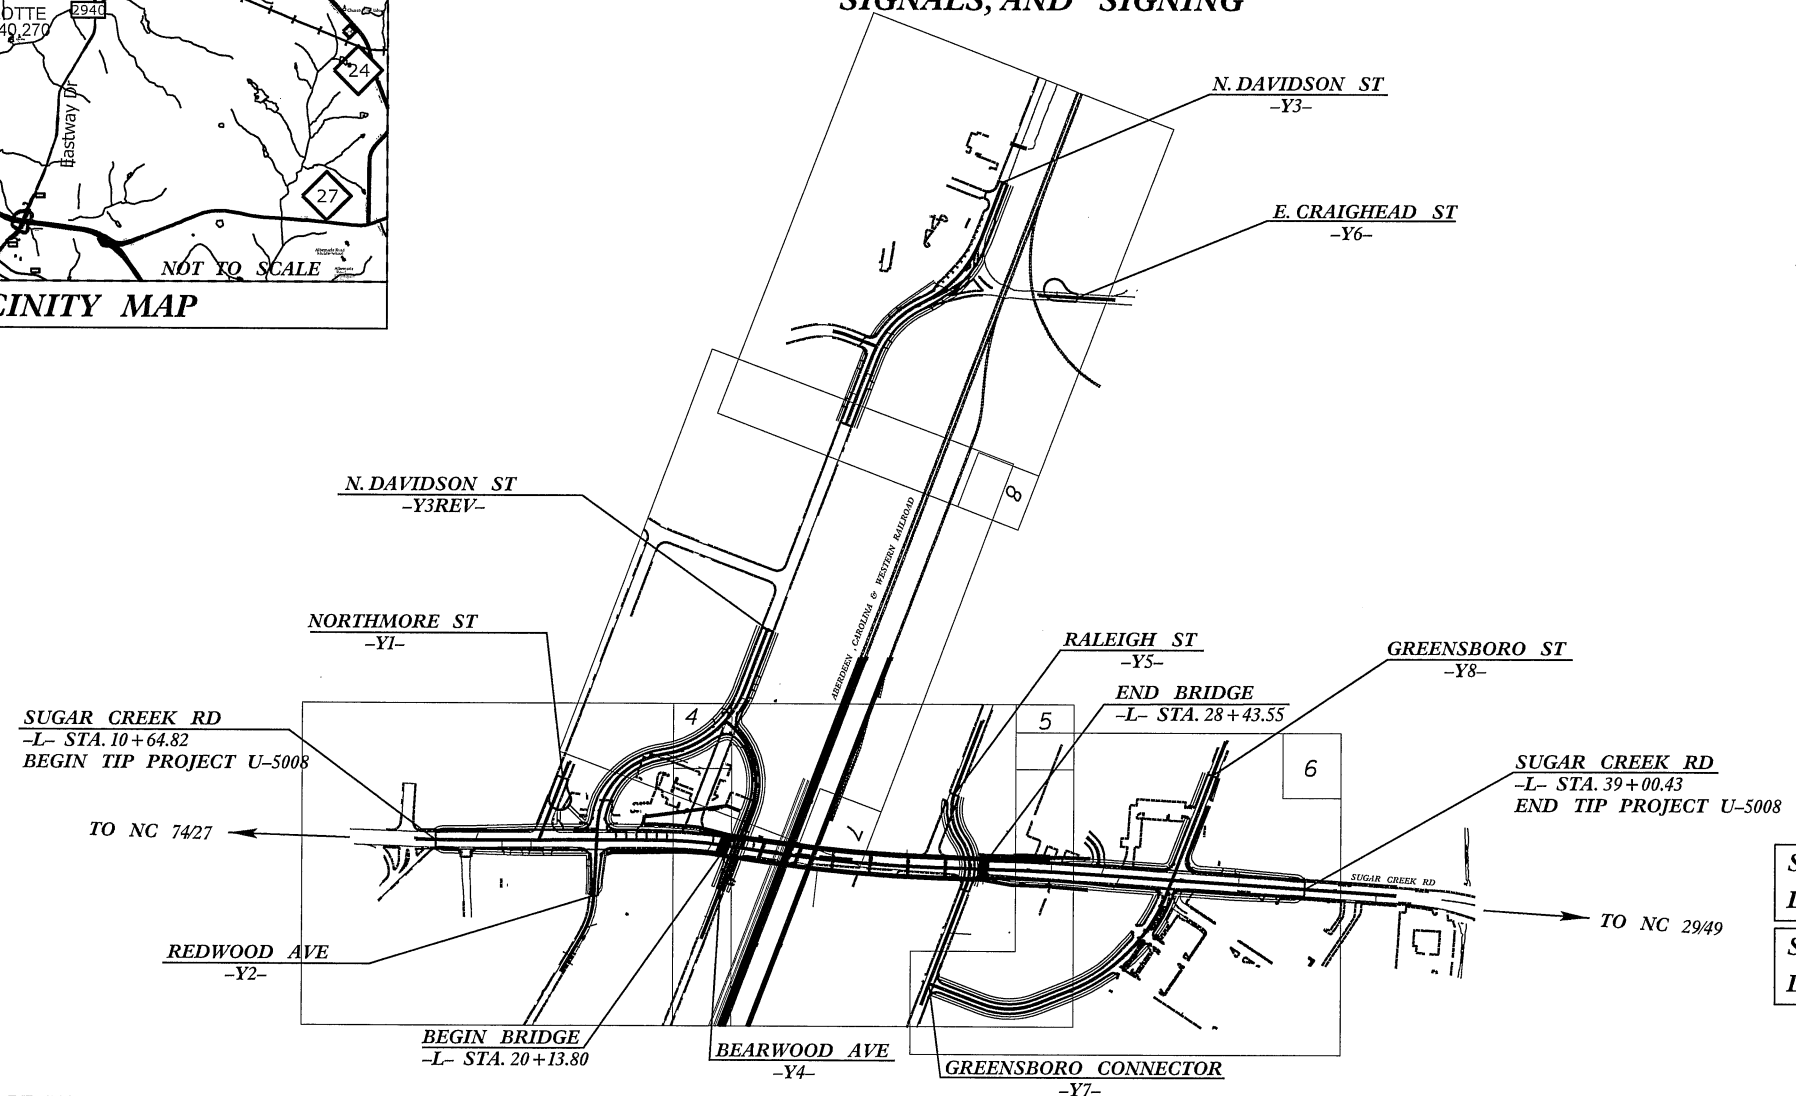 SIGNALS, AND SIGNING
OTTE
40,270
2940
Eastway Dr
24
27
NOT TO SCALE
CINITY MAP
N. DAVIDSON ST
–Y3–
E. CRAIGHEAD ST
–Y6–
8
N. DAVIDSON ST
–Y3REV–
ABERDEEN, CAROLINA & WESTERN RAILROAD
NORTHMORE ST
–Y1–
RALEIGH ST
–Y5–
GREENSBORO ST
–Y8–
END BRIDGE
–L– STA. 28+43.55
SUGAR CREEK RD
–L– STA. 10+64.82
BEGIN TIP PROJECT U–5008
4
5
6
7
SUGAR CREEK RD
–L– STA. 39+00.43
END TIP PROJECT U–5008
TO NC 74/27
SUGAR CREEK RD
TO NC 29/49
REDWOOD AVE
–Y2–
BEGIN BRIDGE
–L– STA. 20+13.80
BEARWOOD AVE
–Y4–
GREENSBORO CONNECTOR
–Y7–